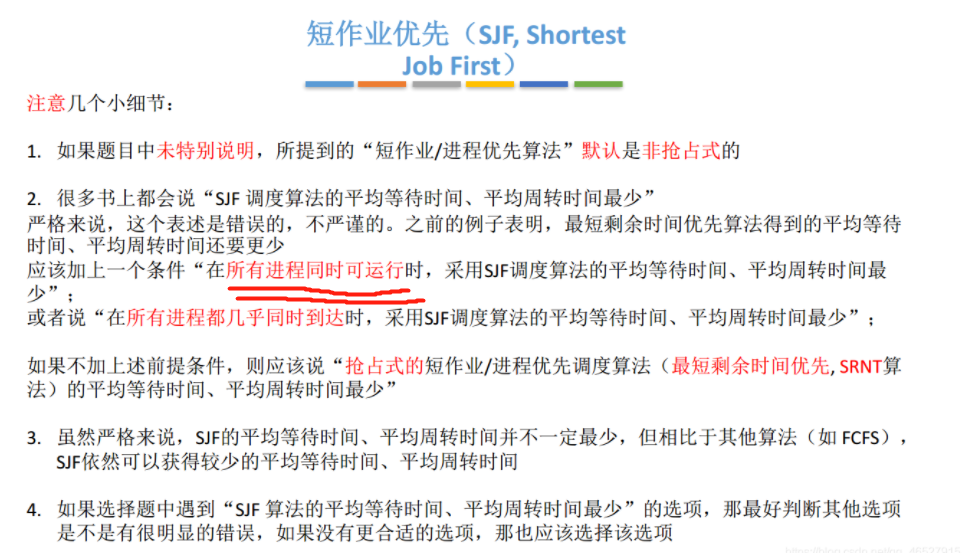 短作业优先（SJF, Shortest
Job First）
注意几个小细节：
1. 如果题目中未特别说明，所提到的“短作业/进程优先算法”默认是非抢占式的
2. 很多书上都会说“SJF 调度算法的平均等待时间、平均周转时间最少”
严格来说，这个表述是错误的，不严谨的。之前的例子表明，最短剩余时间优先算法得到的平均等待
时间、平均周转时间还要更少
应该加上一个条件“在所有进程同时可运行时，采用SJF调度算法的平均等待时间、平均周转时间最
少”；
或者说“在所有进程都几乎同时到达时，采用SJF调度算法的平均等待时间、平均周转时间最少”；
如果不加上述前提条件，则应该说“抢占式的短作业/进程优先调度算法（最短剩余时间优先, SRNT算
法）的平均等待时间、平均周转时间最少”
3. 虽然严格来说，SJF的平均等待时间、平均周转时间并不一定最少，但相比于其他算法（如 FCFS），
SJF依然可以获得较少的平均等待时间、平均周转时间
4. 如果选择题中遇到“SJF 算法的平均等待时间、平均周转时间最少”的选项，那最好判断其他选项
是不是有很明显的错误，如果没有更合适的选项，那也应该选择该选项